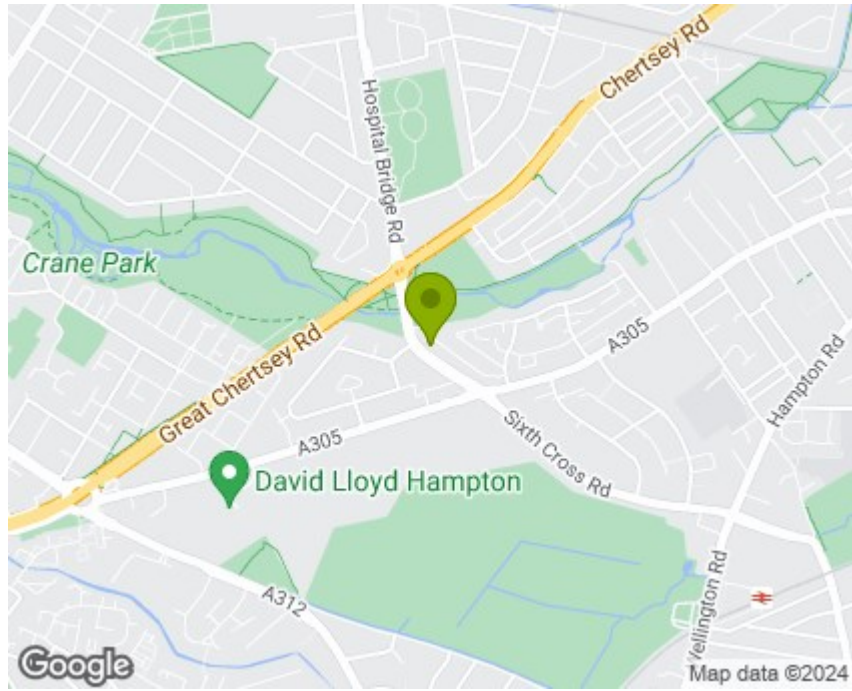 Chertsey Rd
Hospital Bridge Rd
Crane Park
Great Chertsey Rd
A305
Hampton Rd
A305
Sixth Cross Rd
David Lloyd Hampton
A312
Wellington Rd
Google
Map data ©2024